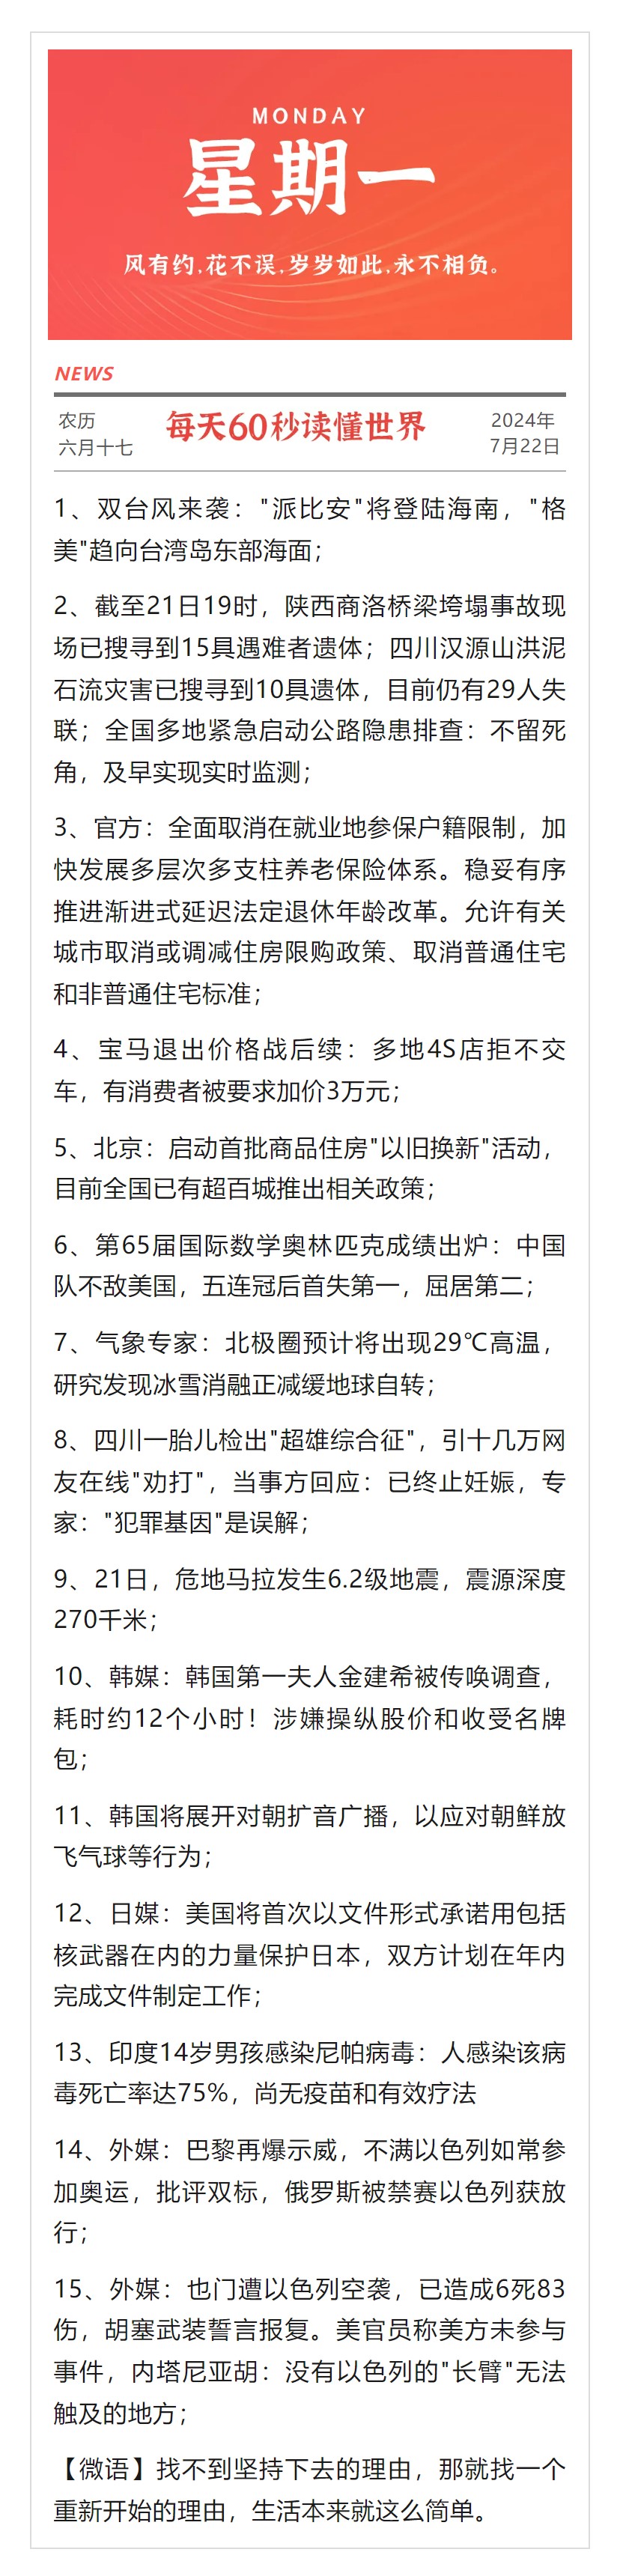 MONDAY
星期一
风有约,花不误,岁岁如此,永不相负。
NEWS
农历
六月十七
每天60秒读懂世界
2024年
7月22日
1、双台风来袭："派比安"将登陆海南，"格
美"趋向台湾岛东部海面；
2、截至21日19时，陕西商洛桥梁垮塌事故现
场已搜寻到15具遇难者遗体；四川汉源山洪泥
石流灾害已搜寻到10具遗体，目前仍有29人失
联；全国多地紧急启动公路隐患排查：不留死
角，及早实现实时监测；
3、官方：全面取消在就业地参保户籍限制，加
快发展多层次多支柱养老保险体系。稳妥有序
推进渐进式延迟法定退休年龄改革。允许有关
城市取消或调减住房限购政策、取消普通住宅
和非普通住宅标准；
4、宝马退出价格战后续：多地4S店拒不交
车，有消费者被要求加价3万元；
5、北京：启动首批商品住房"以旧换新"活动，
目前全国已有超百城推出相关政策；
6、第65届国际数学奥林匹克成绩出炉：中国
队不敌美国，五连冠后首失第一，屈居第二；
7、气象专家：北极圈预计将出现29℃高温，
研究发现冰雪消融正减缓地球自转；
8、四川一胎儿检出"超雄综合征"，引十几万网
友在线"劝打"，当事方回应：已终止妊娠，专
家："犯罪基因"是误解；
9、21日，危地马拉发生6.2级地震，震源深度
270千米；
10、韩媒：韩国第一夫人金建希被传唤调查，
耗时约12个小时！涉嫌操纵股价和收受名牌
包；
11、韩国将展开对朝扩音广播，以应对朝鲜放
飞气球等行为；
12、日媒：美国将首次以文件形式承诺用包括
核武器在内的力量保护日本，双方计划在年内
完成文件制定工作；
13、印度14岁男孩感染尼帕病毒：人感染该病
毒死亡率达75%，尚无疫苗和有效疗法
14、外媒：巴黎再爆示威，不满以色列如常参
加奥运，批评双标，俄罗斯被禁赛以色列获放
行；
15、外媒：也门遭以色列空袭，已造成6死83
伤，胡塞武装誓言报复。美官员称美方未参与
事件，内塔尼亚胡：没有以色列的"长臂"无法
触及的地方；
【微语】找不到坚持下去的理由，那就找一个
重新开始的理由，生活本来就这么简单。